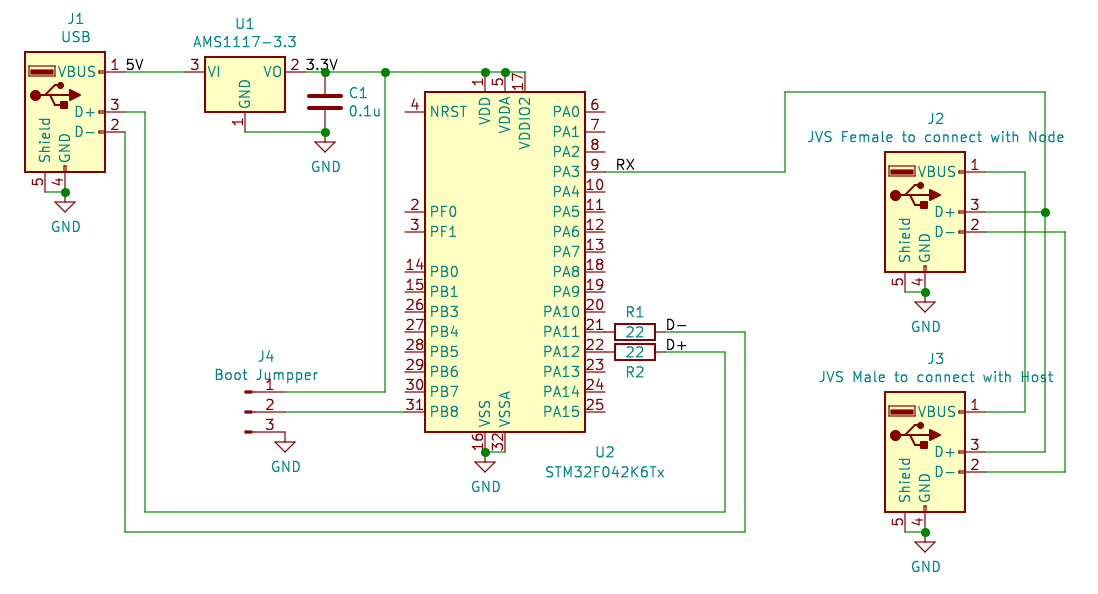 J1
USB
VBUS 1 5V
D+ 3
D- 2
Shield
GND
5
4
GND
U1
AMS1117-3.3
3 VI VO 2 3.3V
GND
1
C1
0.1u
GND
J4
Boot Jumpper
1
2
3
GND
1 5 17
VDD VDDA VDDIO2
4 NRST
2 PF0
3 PF1
14 PB0
15 PB1
26 PB3
27 PB4
28 PB5
29 PB6
30 PB7
31 PB8
PA0 6
PA1 7
PA2 8
PA3 9 RX
PA4 10
PA5 11
PA6 12
PA7 13
PA8 18
PA9 19
PA10 20
PA11 21
PA12 22
PA13 23
PA14 24
PA15 25
VSS VSSA
16 32
GND
R1
22 D-
22 D+
R2
U2
STM32F042K6Tx
J2
JVS Female to connect with Node
VBUS 1
D+ 3
D- 2
Shield
GND
5
4
GND
J3
JVS Male to connect with Host
VBUS 1
D+ 3
D- 2
Shield
GND
5
4
GND